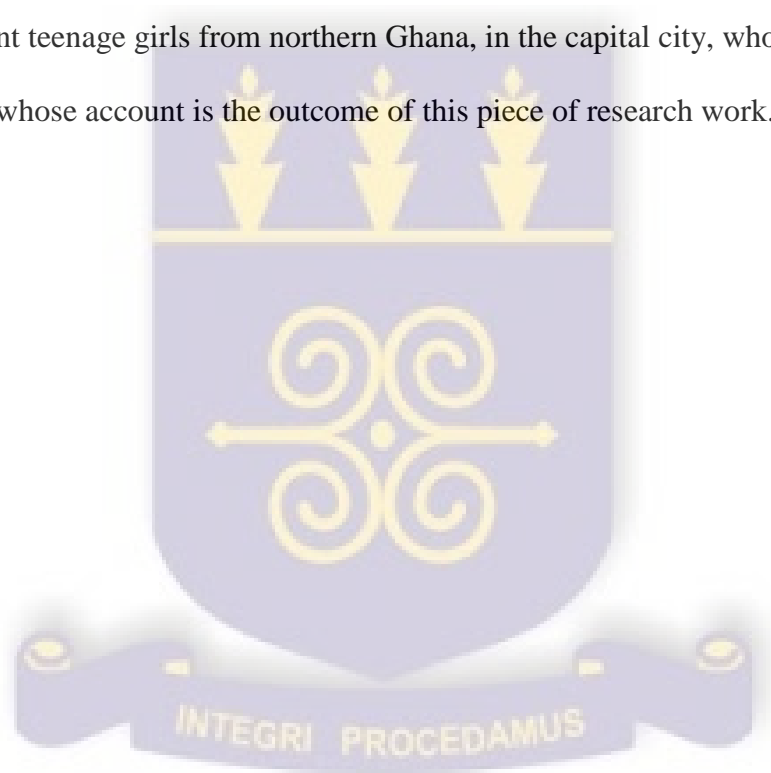 nt teenage girls from northern Ghana, in the capital city, who
whose account is the outcome of this piece of research work.
INTEGRI PROCEDAMUS